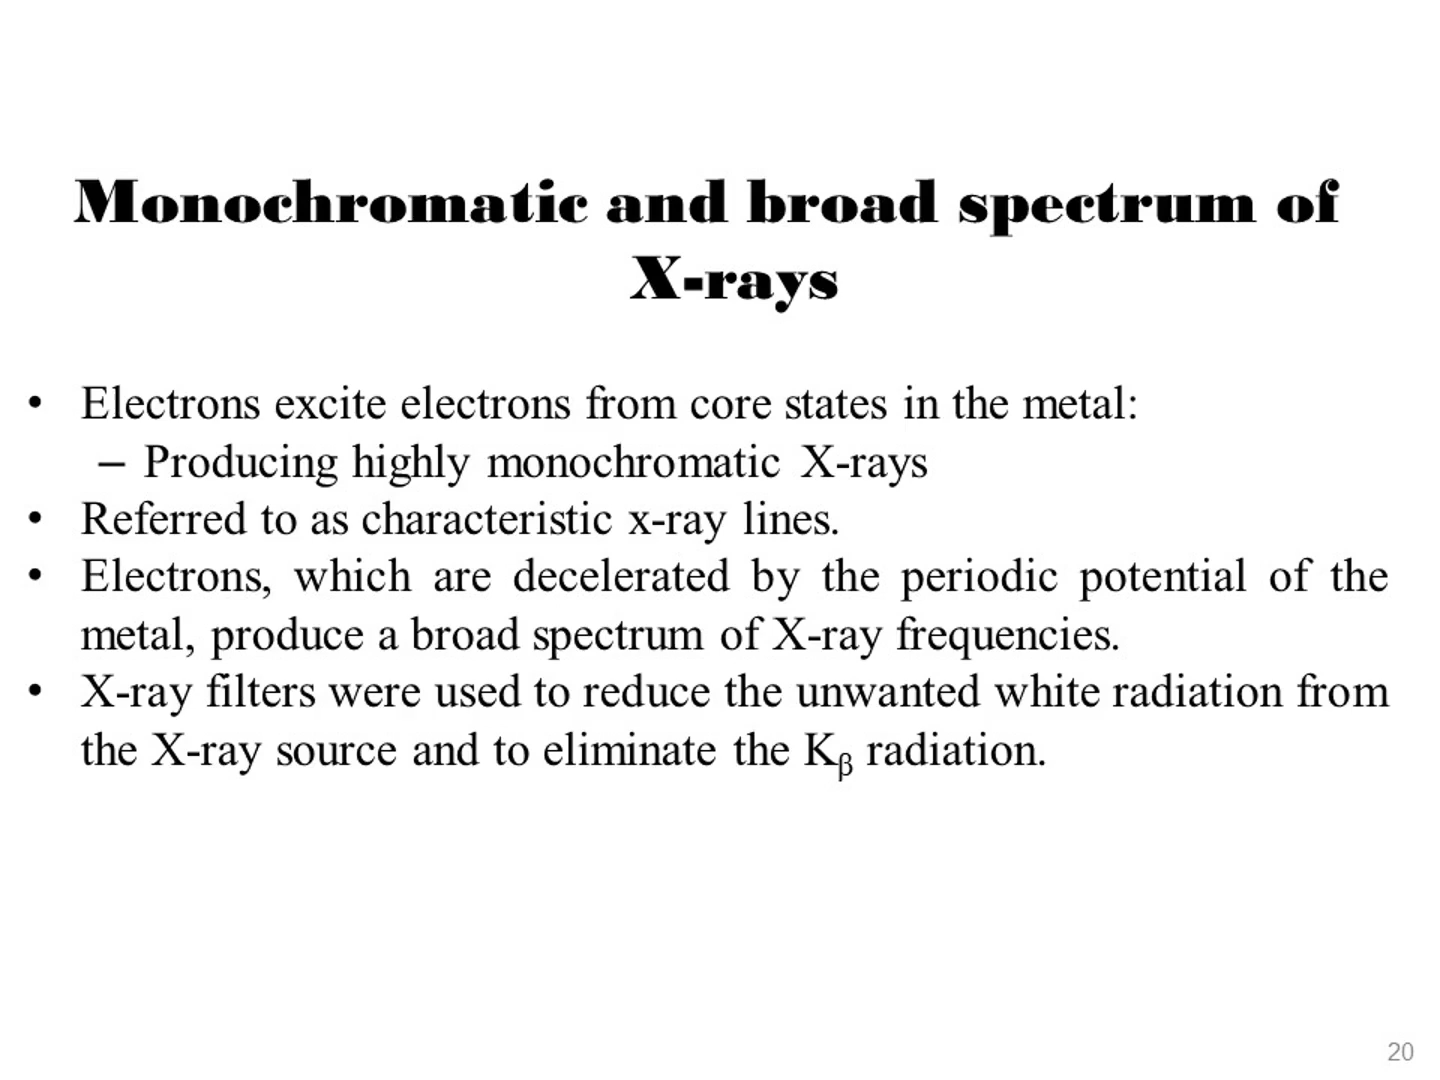 Monochromatic and broad spectrum of
X-rays
• Electrons excite electrons from core states in the metal:
– Producing highly monochromatic X-rays
• Referred to as characteristic x-ray lines.
• Electrons, which are decelerated by the periodic potential of the
metal, produce a broad spectrum of X-ray frequencies.
• X-ray filters were used to reduce the unwanted white radiation from
the X-ray source and to eliminate the Kβ radiation.
20